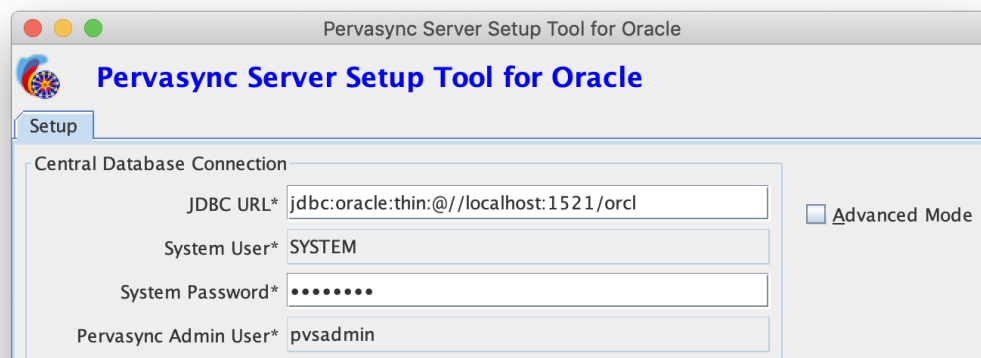 Pervasync Server Setup Tool for Oracle
Pervasync Server Setup Tool for Oracle
Setup
Central Database Connection
JDBC URL* jdbc:oracle:thin:@//localhost:1521/orcl
Advanced Mode
System User* SYSTEM
System Password* ••••••••
Pervasync Admin User* pvsadmin